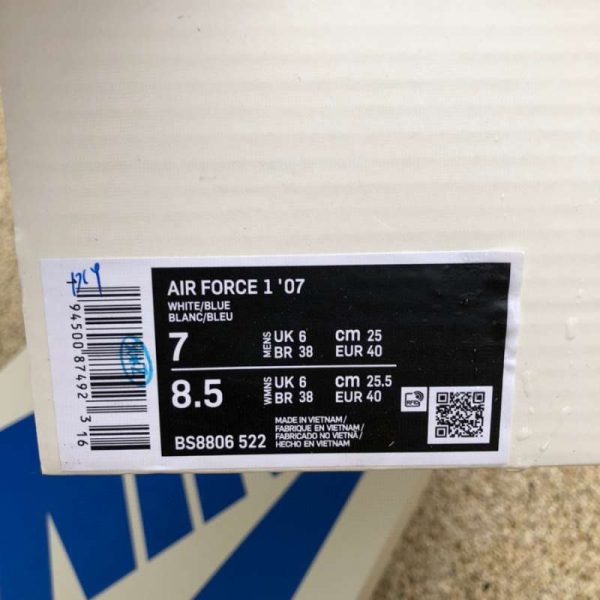 AIR FORCE 1 '07
WHITE/BLUE
BLANC/BLEU
7 MENS UK 6 cm 25
BR 38 EUR 40
8.5 WMNS UK 6 cm 25.5
BR 38 EUR 40
BS8806 522
MADE IN VIETNAM/
FABRIQUE EN VIETNAM/
FABRICADO NO VIETNÃ/
HECHO EN VIETNAM
94500 87492 3 16